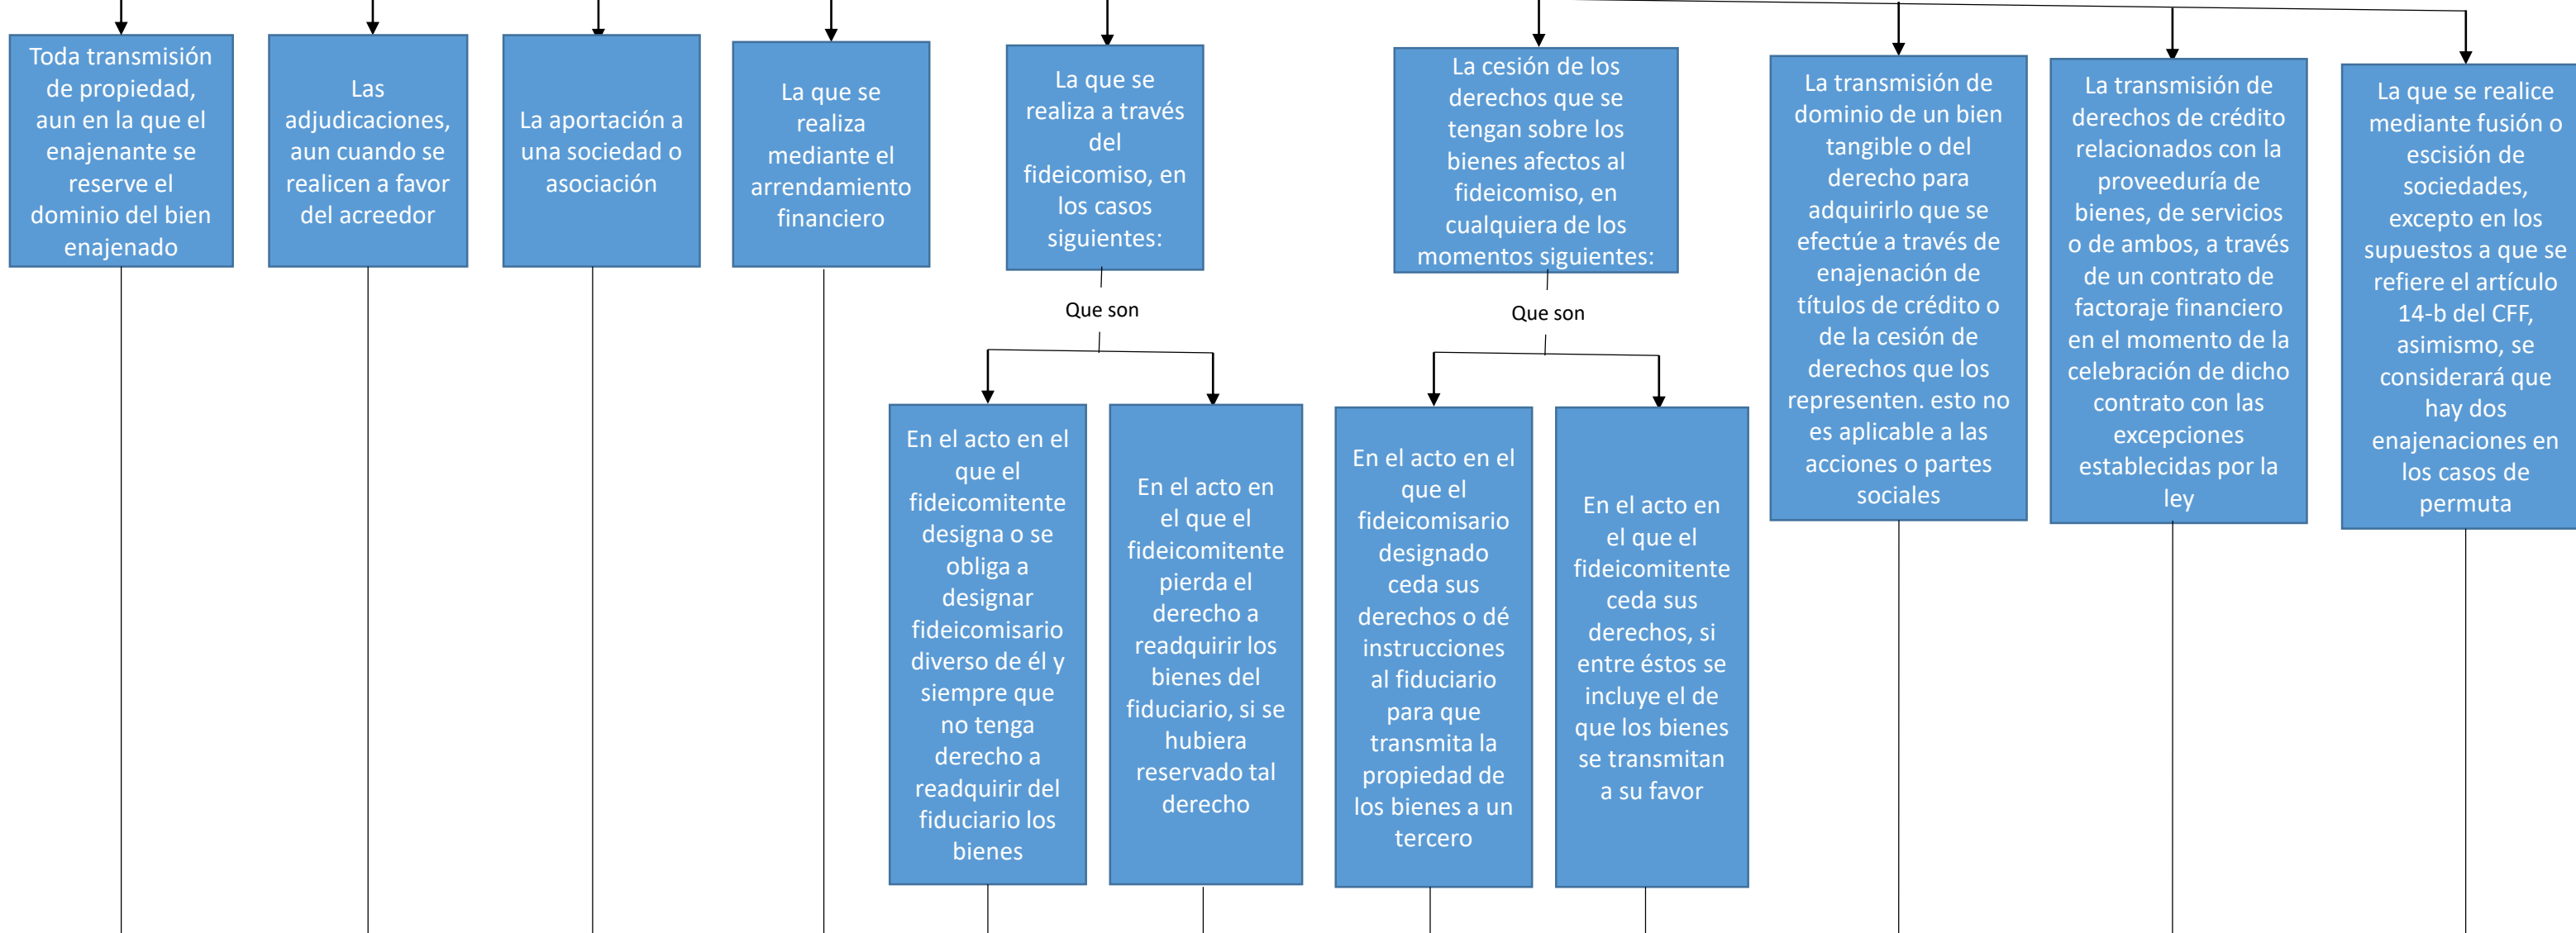 Toda transmisión
de propiedad,
aun en la que el
enajenante se
reserve el
dominio del bien
enajenado
Las
adjudicaciones,
aun cuando se
realicen a favor
del acreedor
La aportación a
una sociedad o
asociación
La que se
realiza
mediante el
arrendamiento
financiero
La que se
realiza a través
del
fideicomiso, en
los casos
siguientes:
La cesión de los
derechos que se
tengan sobre los
bienes afectos al
fideicomiso, en
cualquiera de los
momentos siguientes:
La transmisión de
dominio de un bien
tangible o del
derecho para
adquirirlo que se
efectúe a través de
enajenación de
títulos de crédito o
de la cesión de
derechos que los
representen. esto no
es aplicable a las
acciones o partes
sociales
La transmisión de
derechos de crédito
relacionados con la
proveeduría de
bienes, de servicios
o de ambos, a través
de un contrato de
factoraje financiero
en el momento de la
celebración de dicho
contrato con las
excepciones
establecidas por la
ley
La que se realice
mediante fusión o
escisión de
sociedades,
excepto en los
supuestos a que se
refiere el artículo
14-b del CFF,
asimismo, se
considerará que
hay dos
enajenaciones en
los casos de
permuta
Que son
Que son
En el acto en el
que el
fideicomitente
designa o se
obliga a
designar
fideicomisario
diverso de él y
siempre que
no tenga
derecho a
readquirir del
fiduciario los
bienes
En el acto en
el que el
fideicomitente
pierda el
derecho a
readquirir los
bienes del
fiduciario, si se
hubiera
reservado tal
derecho
En el acto en el
que el
fideicomisario
designado
ceda sus
derechos o dé
instrucciones
al fiduciario
para que
transmita la
propiedad de
los bienes a un
tercero
En el acto en
el que el
fideicomitente
ceda sus
derechos, si
entre éstos se
incluye el de
que los bienes
se transmitan
a su favor